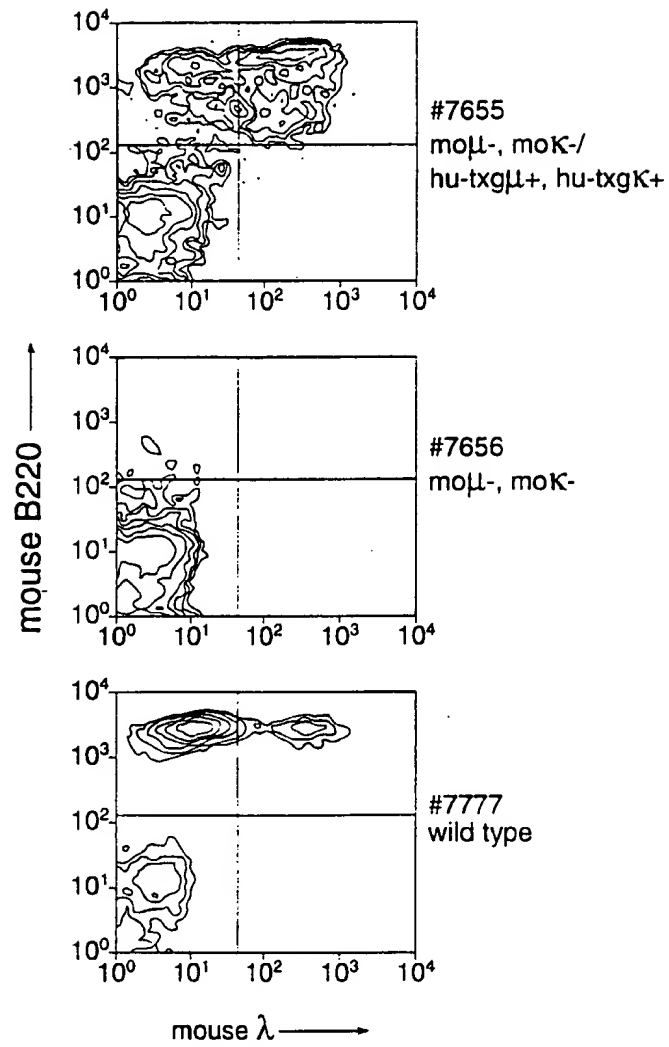 10⁴
10³
10²
10¹
10⁰
10⁰ 10¹ 10² 10³ 10⁴
#7655
moμ-, moκ-/
hu-txgμ+, hu-txgκ+
10⁴
10³
10²
10¹
10⁰
10⁰ 10¹ 10² 10³ 10⁴
#7656
moμ-, moκ-
10⁴
10³
10²
10¹
10⁰
10⁰ 10¹ 10² 10³ 10⁴
#7777
wild type
mouse B220
mouse λ